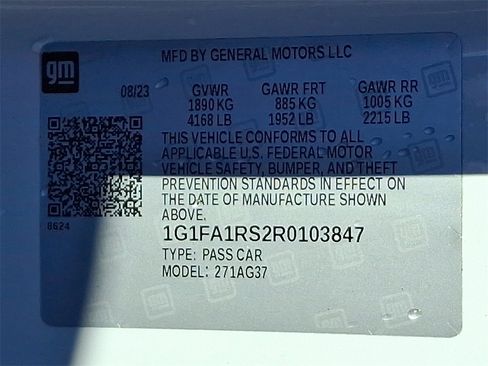 gm
MFD BY GENERAL MOTORS LLC
08/23 GVWR GAWR FRT GAWR RR
1890 KG 885 KG 1005 KG
4168 LB 1952 LB 2215 LB
THIS VEHICLE CONFORMS TO ALL
APPLICABLE U.S. FEDERAL MOTOR
VEHICLE SAFETY, BUMPER, AND THEFT
PREVENTION STANDARDS IN EFFECT ON
THE DATE OF MANUFACTURE SHOWN
ABOVE.
8624
1G1FA1RS2R0103847
TYPE: PASS CAR
MODEL: 271AG37